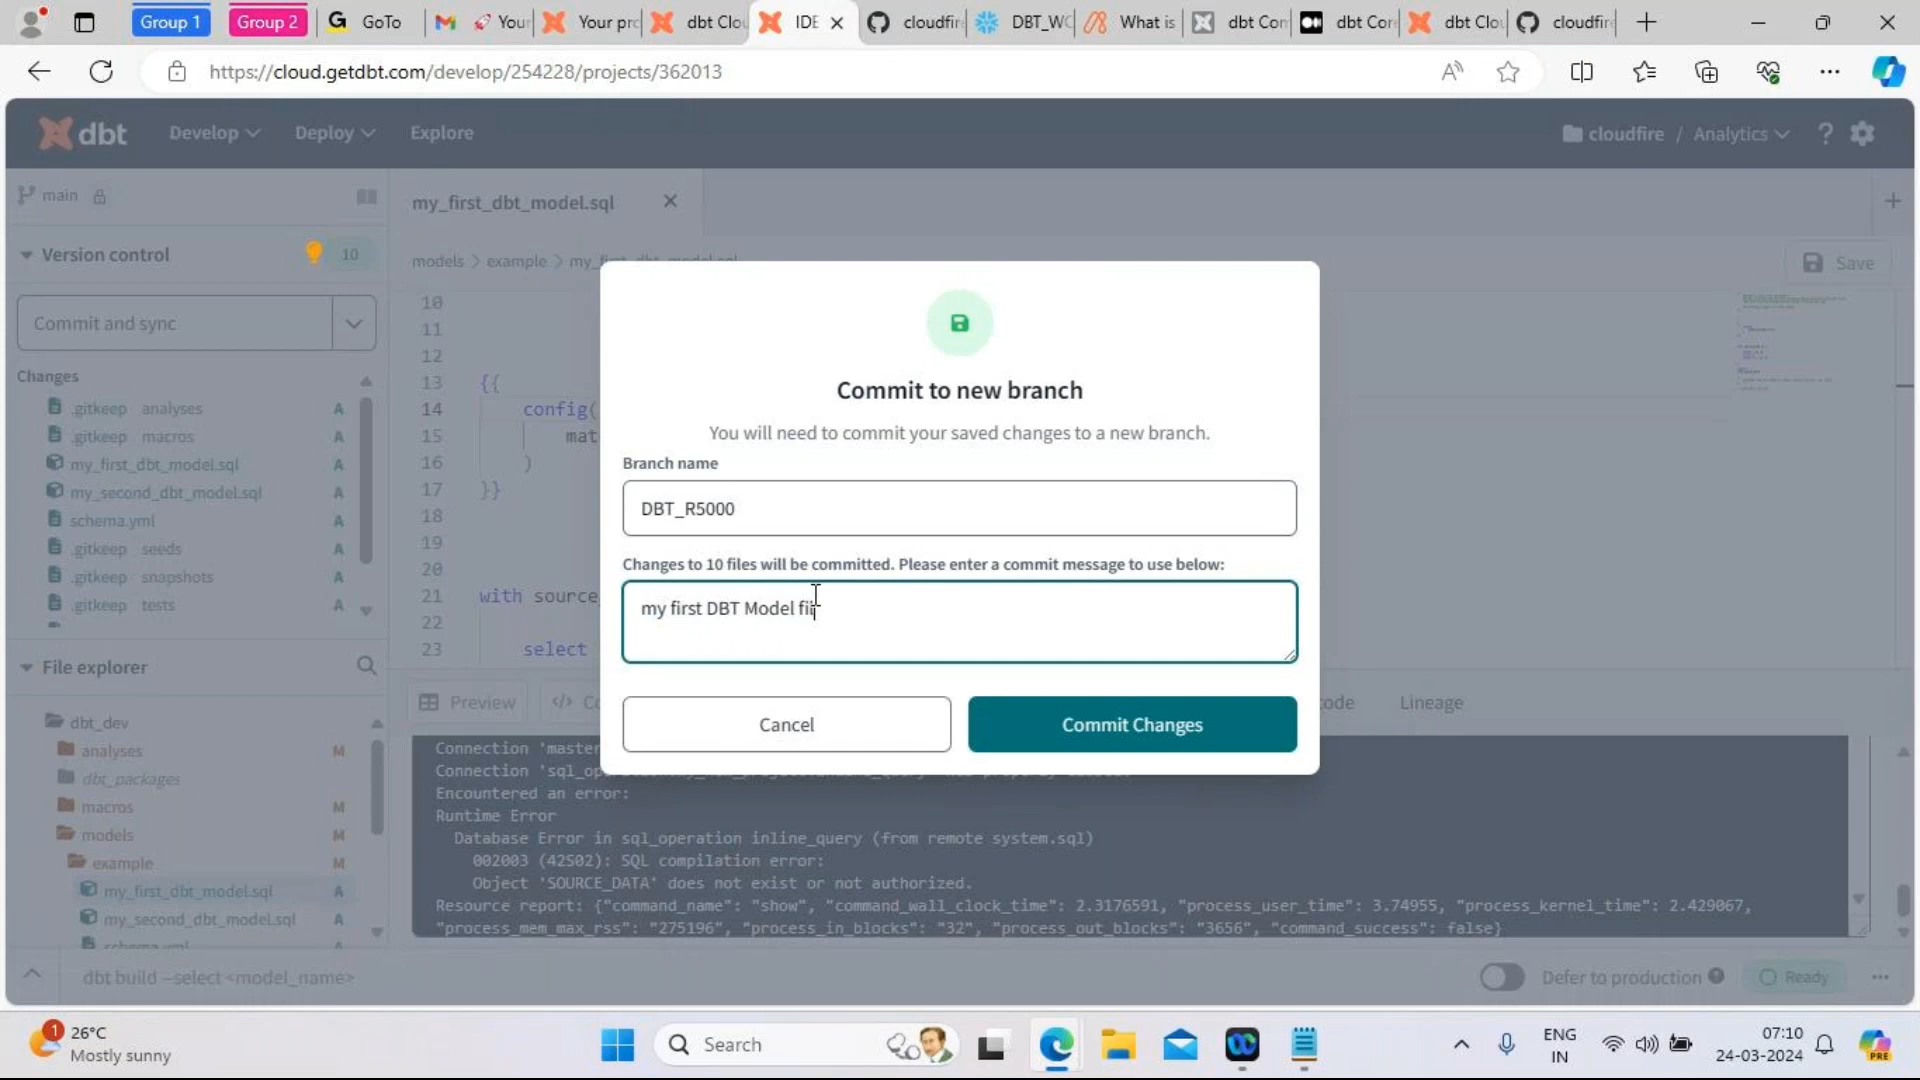 Group 1
Group 2
GoTo
Your
Your pr
dbt Clou
IDE
cloudfir
DBT_WC
What is
dbt Con
dbt Cor
dbt Clou
cloudfir
https://cloud.getdbt.com/develop/254228/projects/362013
dbt
Develop
Deploy
Explore
cloudfire / Analytics
main
my_first_dbt_model.sql
Version control
10
models > example >
Save
Commit and sync
Changes
.gitkeep analyses A
.gitkeep macros A
my_first_dbt_model.sql A
my_second_dbt_model.sql A
schema.yml A
.gitkeep seeds A
.gitkeep snapshots A
.gitkeep tests A
File explorer
dbt_dev
analyses M
dbt_packages
macros M
models M
example M
my_first_dbt_model.sql A
my_second_dbt_model.sql A
schema.yml
10
11
12
13 {{
14 config(
15 mat
16 )
17 }}
18
19
20
21 with source
22
23 select
Commit to new branch
You will need to commit your saved changes to a new branch.
Branch name
DBT_R5000
Changes to 10 files will be committed. Please enter a commit message to use below:
my first DBT Model fil
Cancel
Commit Changes
Preview
</> Co
ode
Lineage
Connection 'master
Connection 'sql_op
Encountered an error:
Runtime Error
Database Error in sql_operation inline_query (from remote system.sql)
002003 (42S02): SQL compilation error:
Object 'SOURCE_DATA' does not exist or not authorized.
Resource report: {"command_name": "show", "command_wall_clock_time": 2.3176591, "process_user_time": 3.74955, "process_kernel_time": 2.429067,
"process_mem_max_rss": "275196", "process_in_blocks": "32", "process_out_blocks": "3656", "command_success": false}
dbt build --select <model_name>
Defer to production
Ready
1
26°C
Mostly sunny
Search
ENG
IN
07:10
24-03-2024
PRE